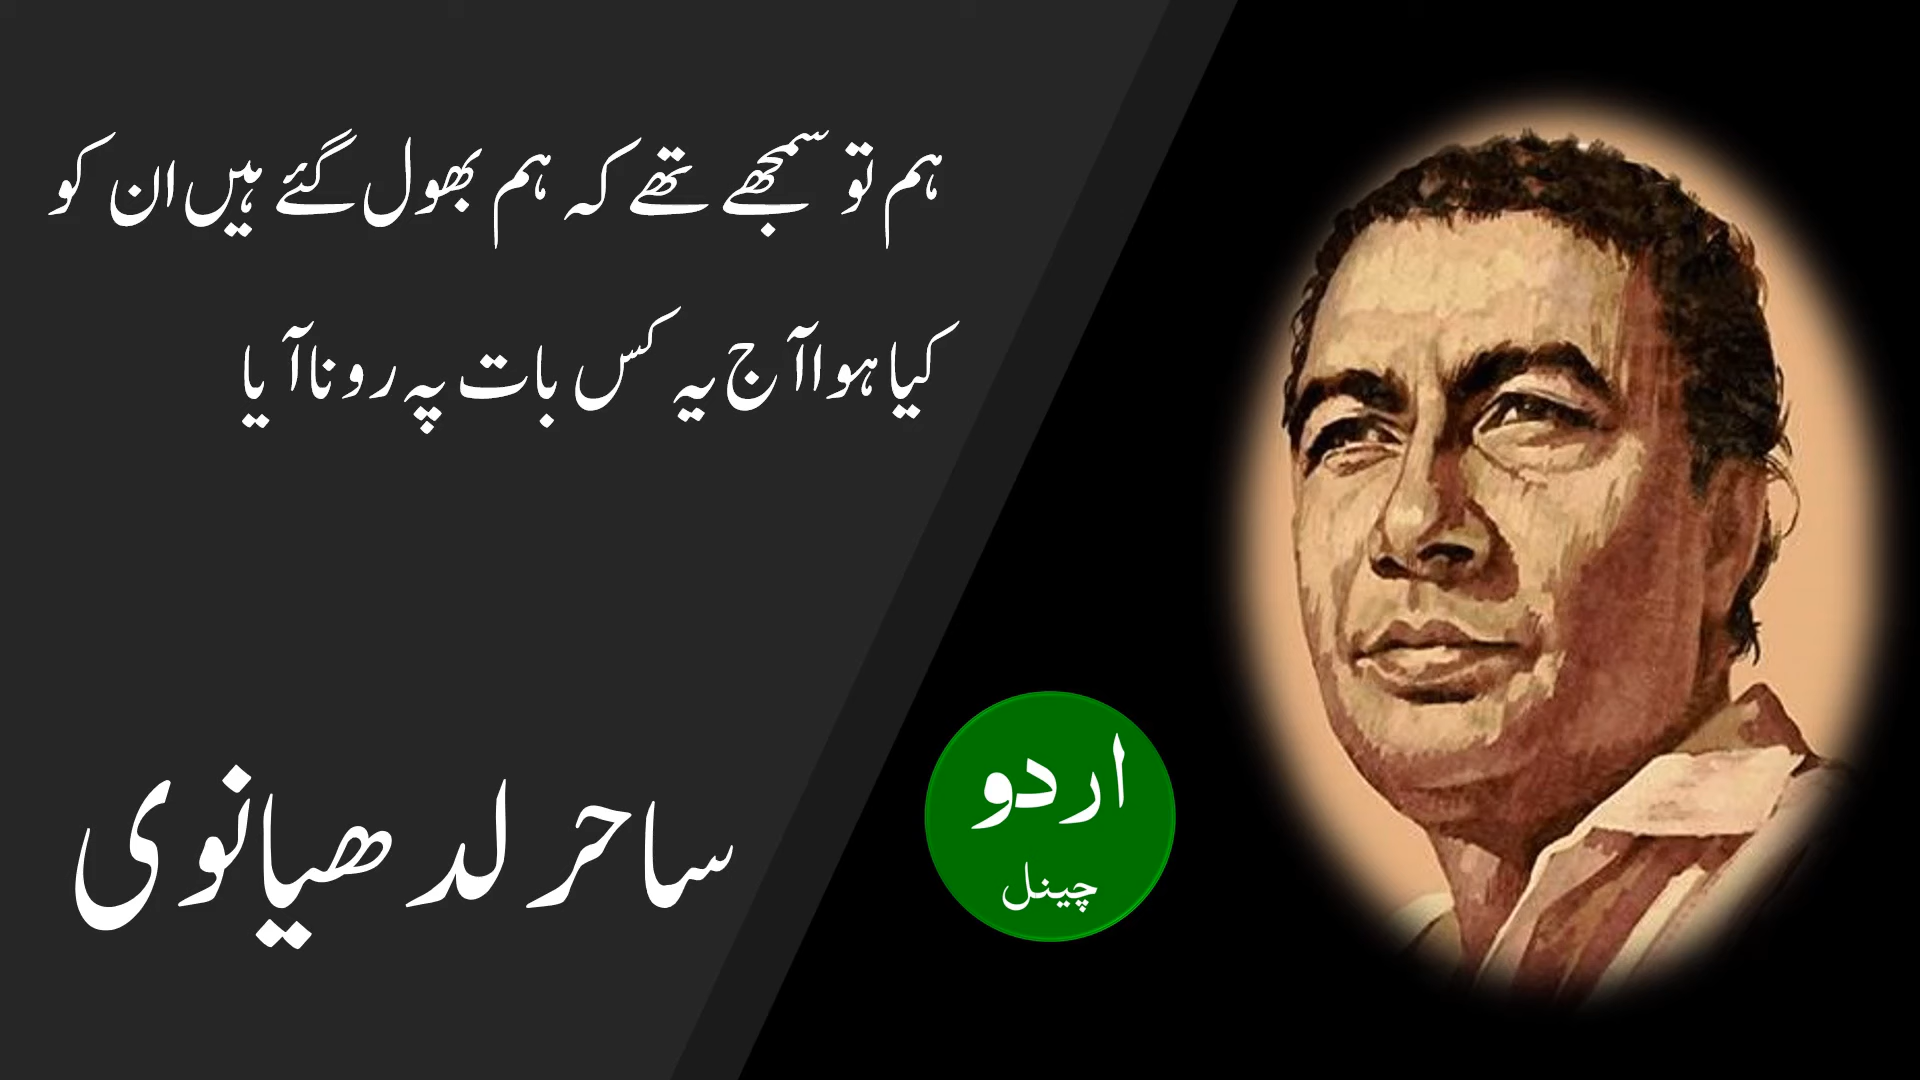 ہم تو سمجھے تھے کہ ہم بھول گئے ہیں ان کو
کیا ہوا آج یہ کس بات پہ رونا آیا
ساحر لدھیانوی
اردو
چینل